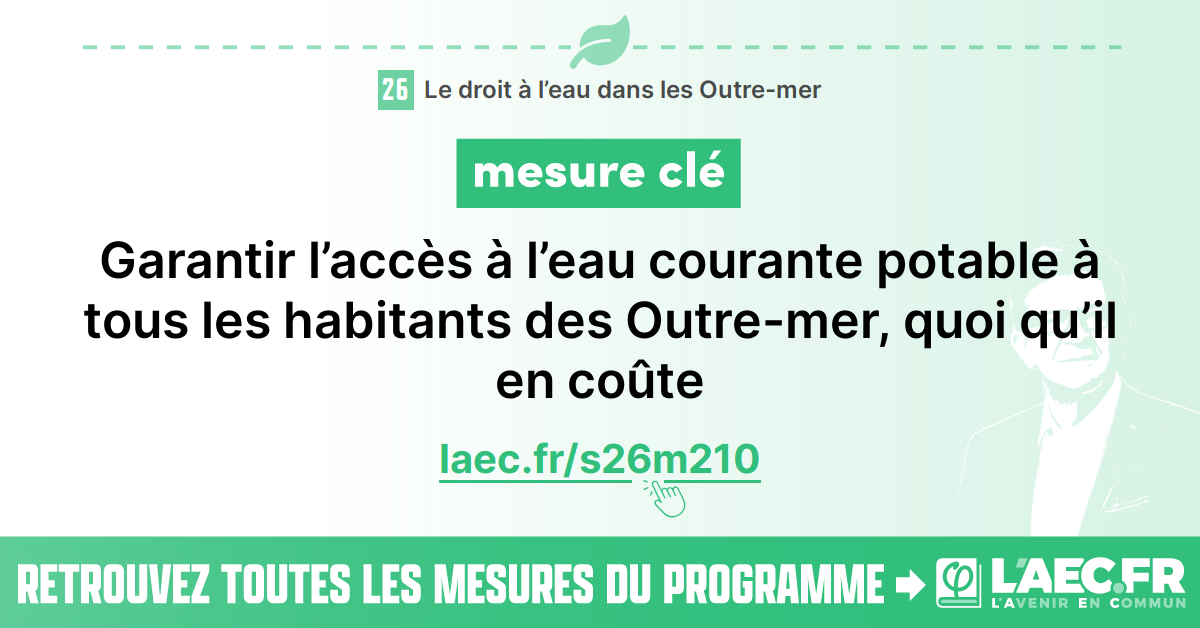 26 Le droit à l’eau dans les Outre-mer
mesure clé
Garantir l’accès à l’eau courante potable à
tous les habitants des Outre-mer, quoi qu’il
en coûte
laec.fr/s26m210
RETROUVEZ TOUTES LES MESURES DU PROGRAMME
φ L'AEC.FR
L'AVENIR EN COMMUN